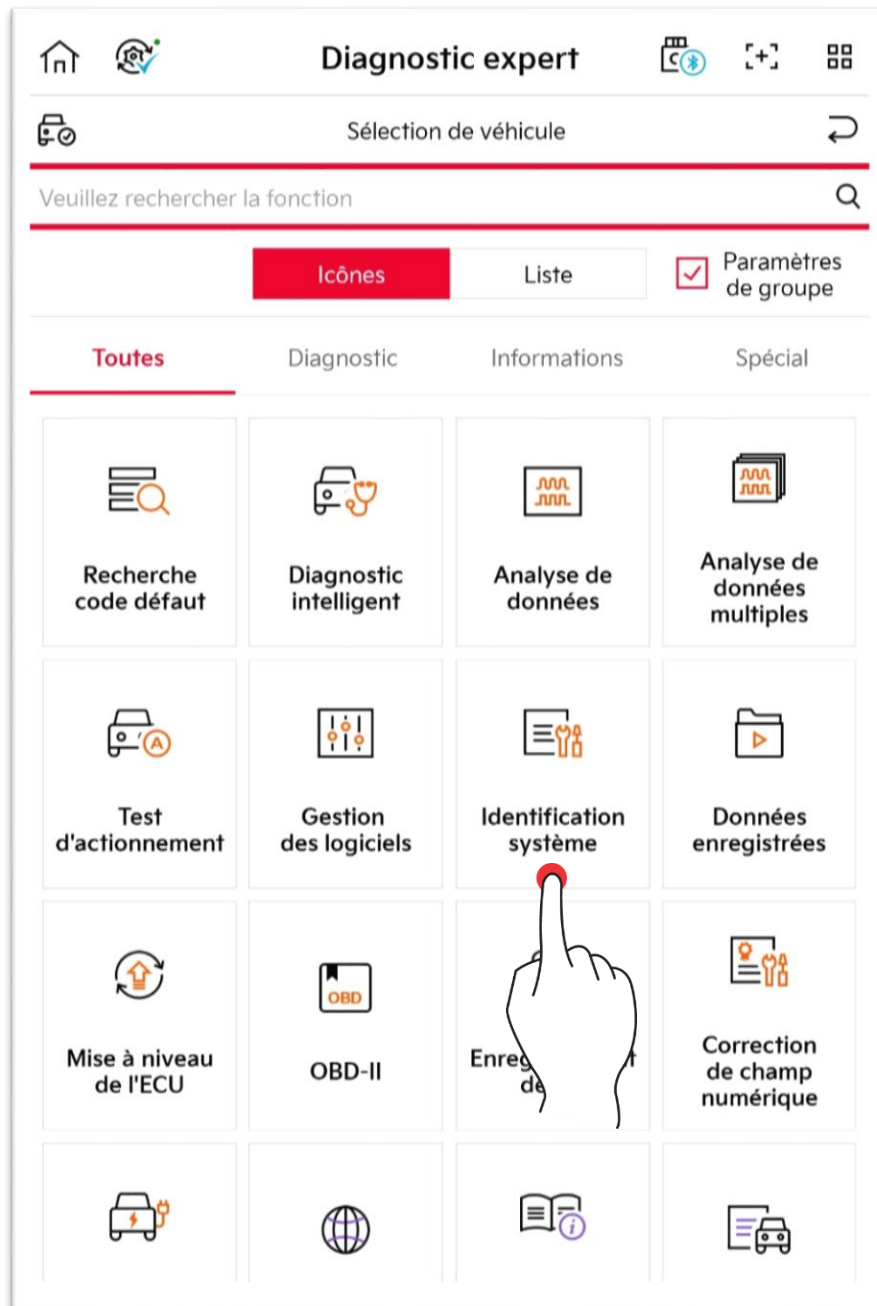 Diagnostic expert
Sélection de véhicule
Veuillez rechercher la fonction
Icônes
Liste
Paramètres
de groupe
Toutes
Diagnostic
Informations
Spécial
Recherche
code défaut
Diagnostic
intelligent
Analyse de
données
Analyse de
données
multiples
A
Test
d'actionnement
Gestion
des logiciels
Identification
système
Données
enregistrées
Mise à niveau
de l'ECU
OBD
OBD-II
Correction
de champ
numérique
i